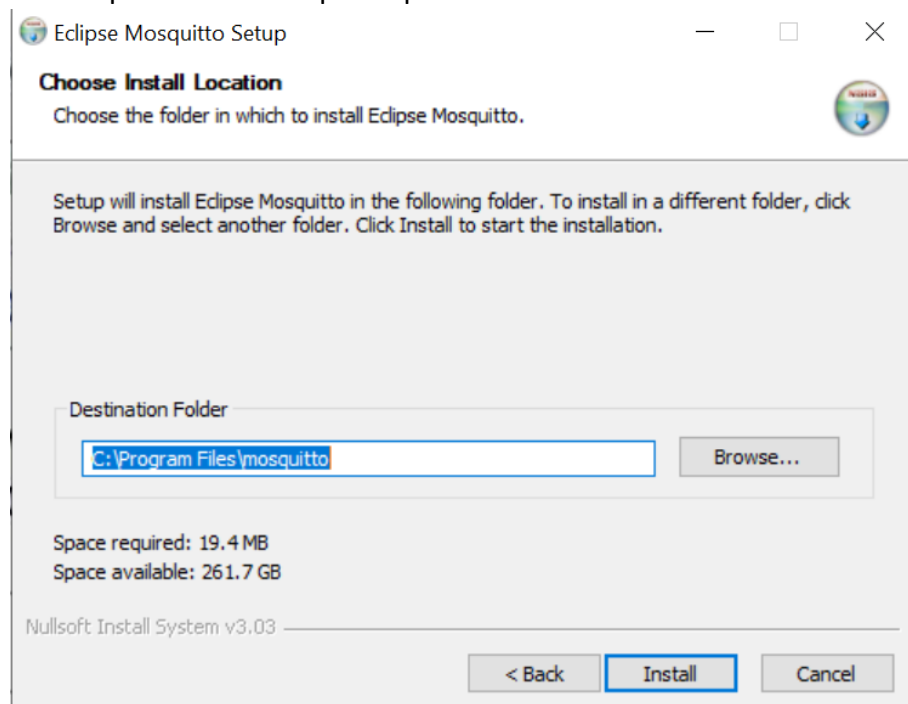 Eclipse Mosquitto Setup
Choose Install Location
Choose the folder in which to install Eclipse Mosquitto.
Setup will install Eclipse Mosquitto in the following folder. To install in a different folder, click
Browse and select another folder. Click Install to start the installation.
Destination Folder
C:\Program Files\mosquitto
Browse...
Space required: 19.4 MB
Space available: 261.7 GB
Nullsoft Install System v3.03
< Back
Install
Cancel